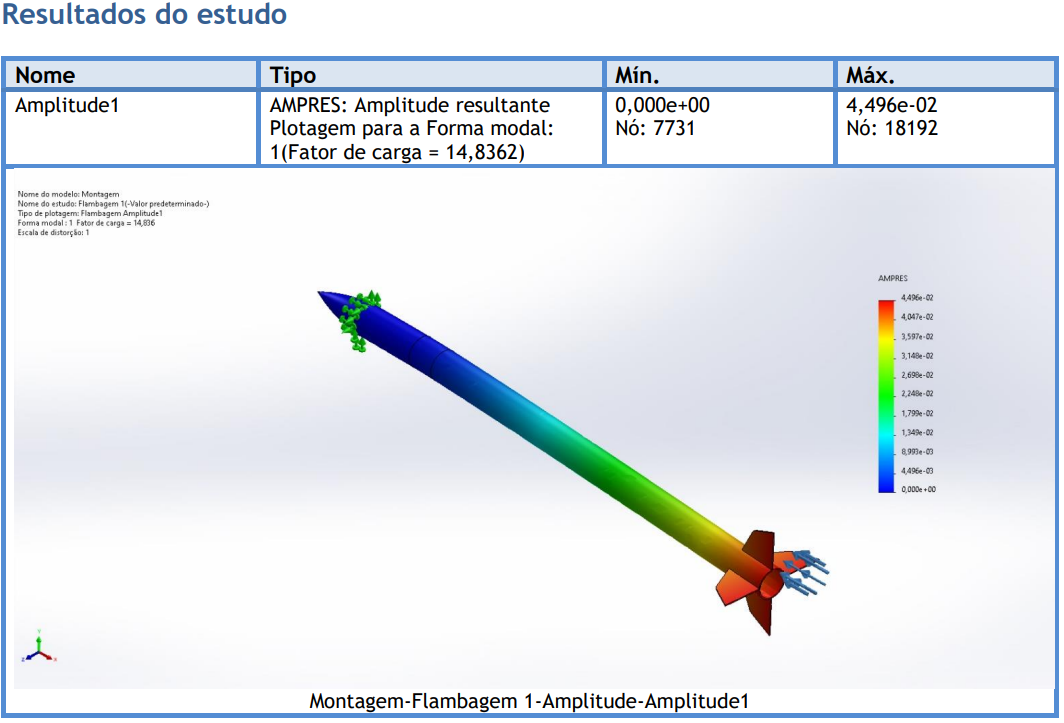 Resultados do estudo
Nome Tipo Mín. Máx.
Amplitude1 AMPRES: Amplitude resultante 0,000e+00 4,496e-02
Plotagem para a Forma modal: Nó: 7731 Nó: 18192
1(Fator de carga = 14,8362)
Nome do modelo: Montagem
Nome do estudo: Flambagem 1(-Valor predeterminado-)
Tipo de plotagem: Flambagem Amplitude1
Forma modal : 1 Fator de carga = 14,836
Escala de distorção: 1
AMPRES
4,496e-02
4,047e-02
3,597e-02
3,148e-02
2,698e-02
2,248e-02
1,799e-02
1,349e-02
8,993e-03
4,496e-03
0,000e+00
Y
Z X
Montagem-Flambagem 1-Amplitude-Amplitude1